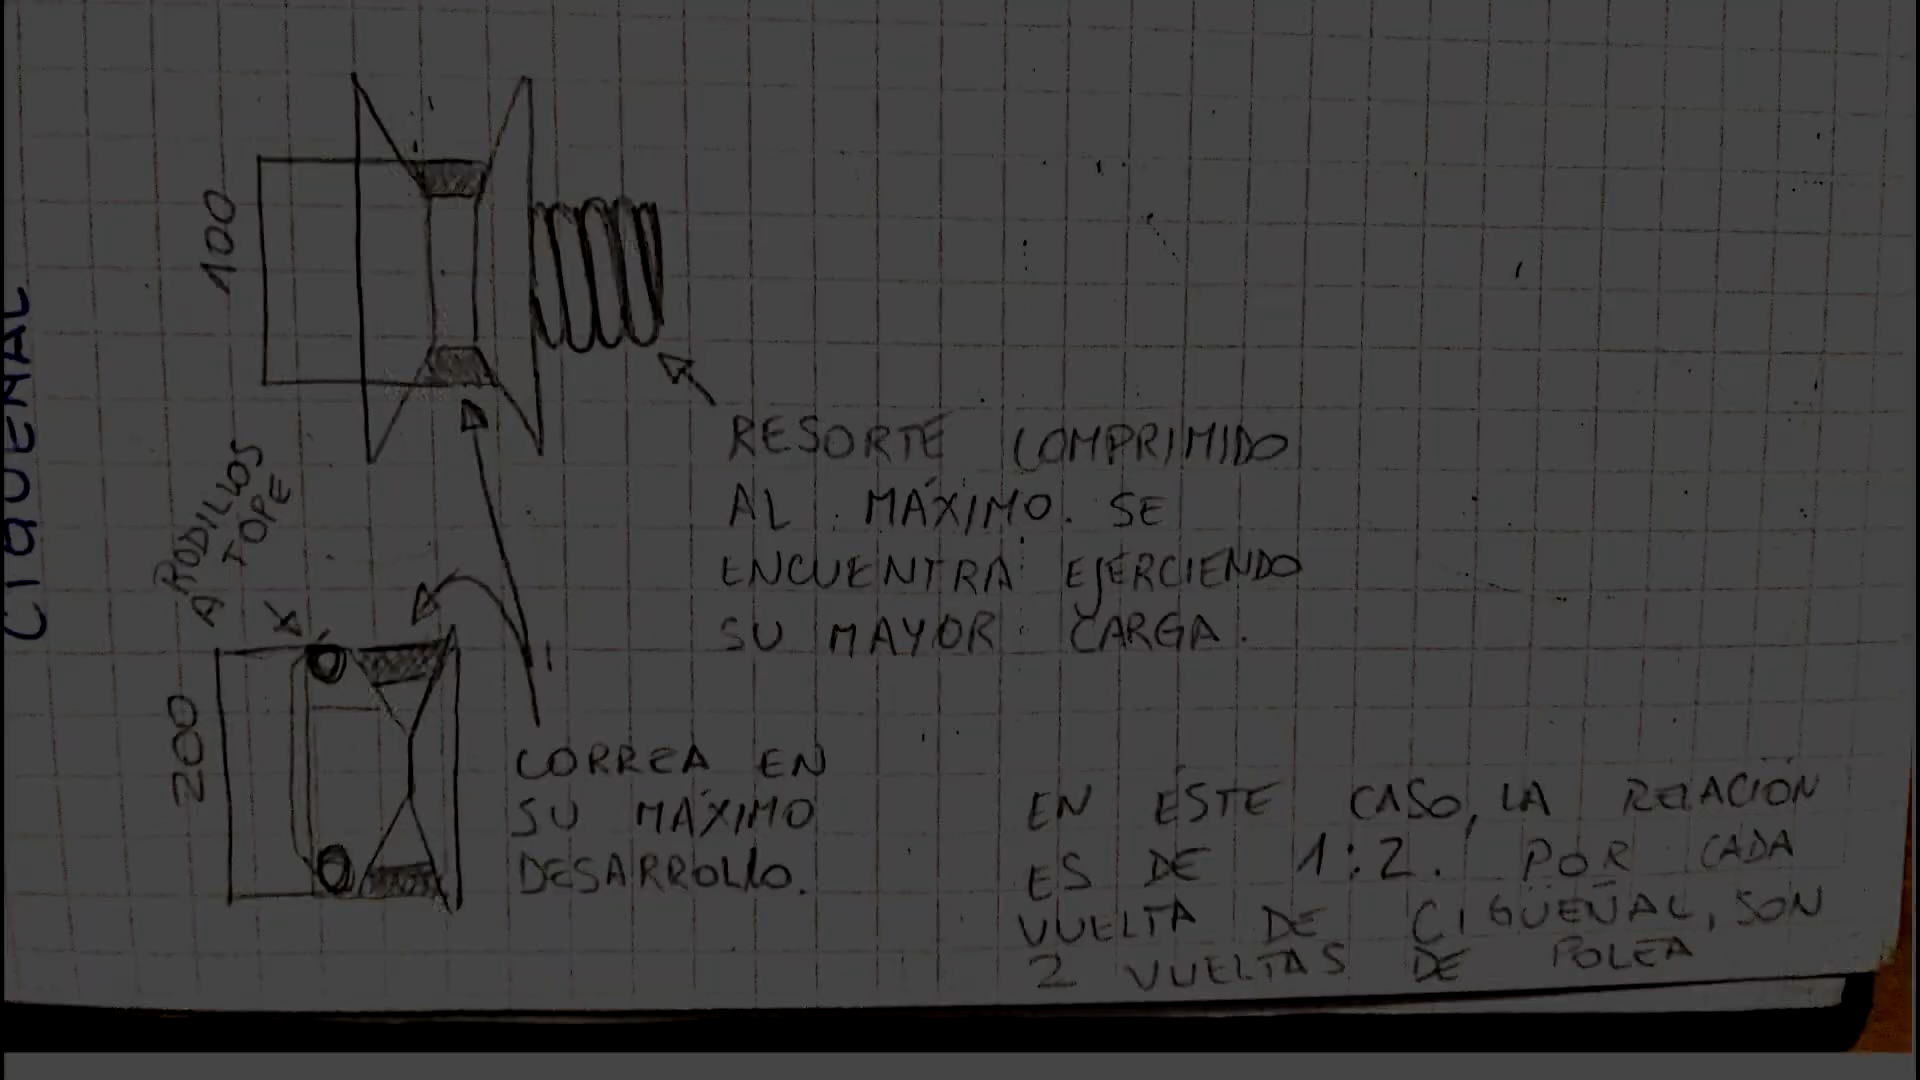 CIGUEÑAL
100
RESORTE COMPRIMIDO
AL MÁXIMO. SE
ENCUENTRA EJERCIENDO
SU MAYOR CARGA.
RODILLOS
A TOPE
200
CORREA EN
SU MÁXIMO
DESARROLLO.
EN ESTE CASO, LA RELACIÓN
ES DE 1:2. POR CADA
VUELTA DE CIGÜEÑAL, SON
2 VUELTAS DE POLEA